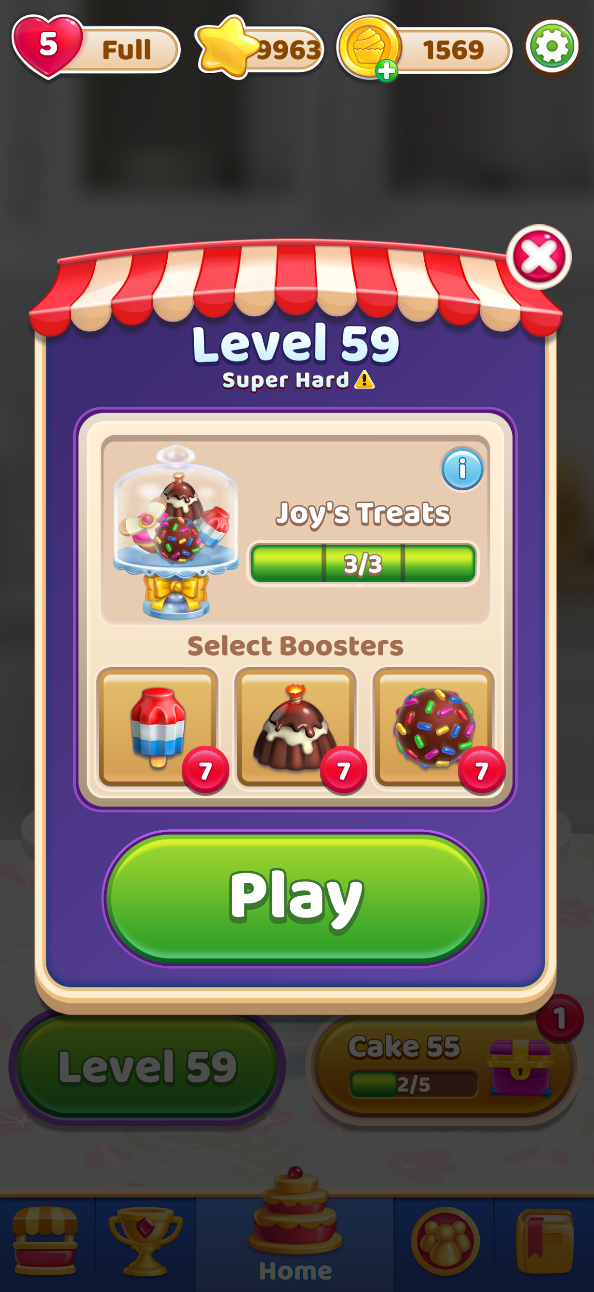 5
Full
9963
1569
Level 59
Super Hard
Joy's Treats
3/3
Select Boosters
7
7
7
Play
1
Level 59
Cake 55
2/5
Home